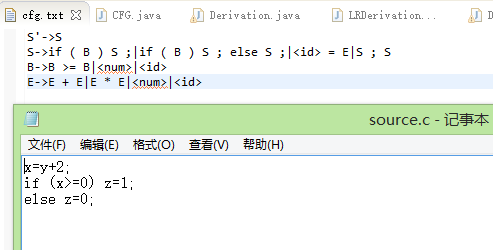 cfg.txt CFG.java Derivation.java LRDerivation... D
S'->S
S->if ( B ) S ;|if ( B ) S ; else S ;|<id> = E|S ; S
B->B >= B|<num>|<id>
E->E + E|E * E|<num>|<id>
source.c - 记事本
文件(F) 编辑(E) 格式(O) 查看(V) 帮助(H)
x=y+2;
if (x>=0) z=1;
else z=0;